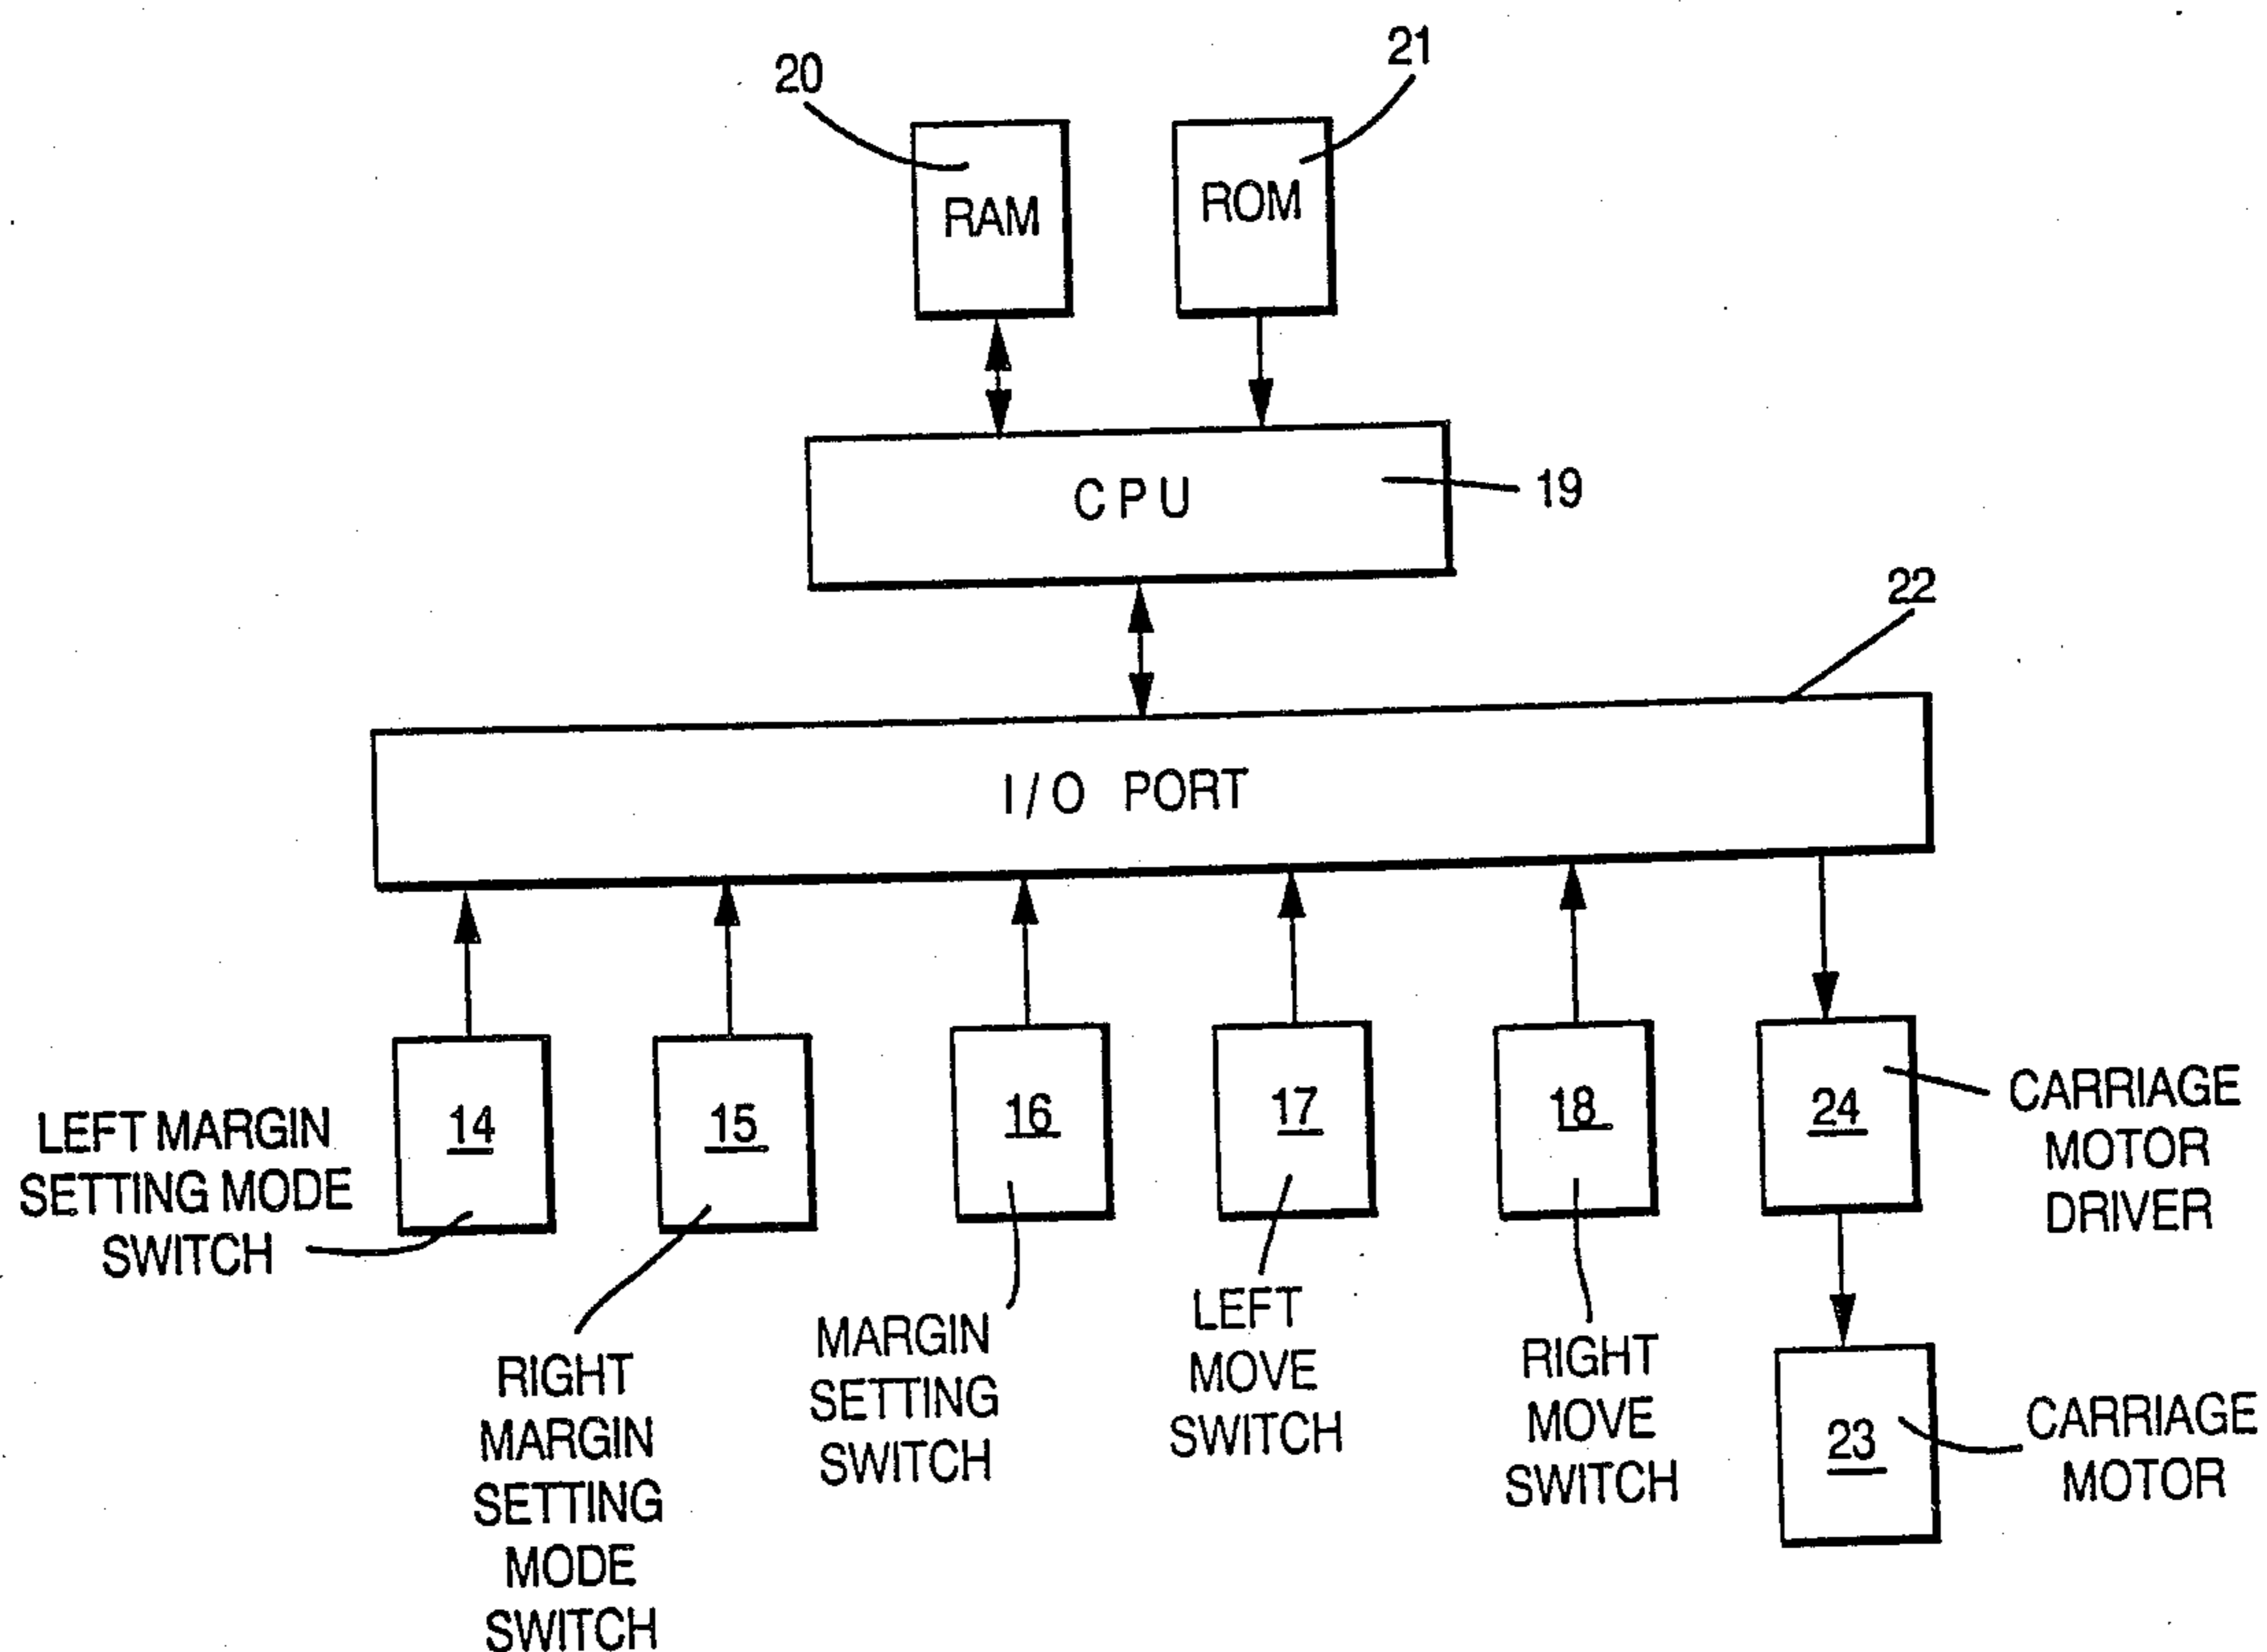 20
21
RAM
ROM
CPU
19
22
I/O PORT
14
15
16
17
18
24
LEFT MARGIN
SETTING MODE
SWITCH
CARRIAGE
MOTOR
DRIVER
RIGHT
MARGIN
SETTING
MODE
SWITCH
MARGIN
SETTING
SWITCH
LEFT
MOVE
SWITCH
RIGHT
MOVE
SWITCH
23
CARRIAGE
MOTOR